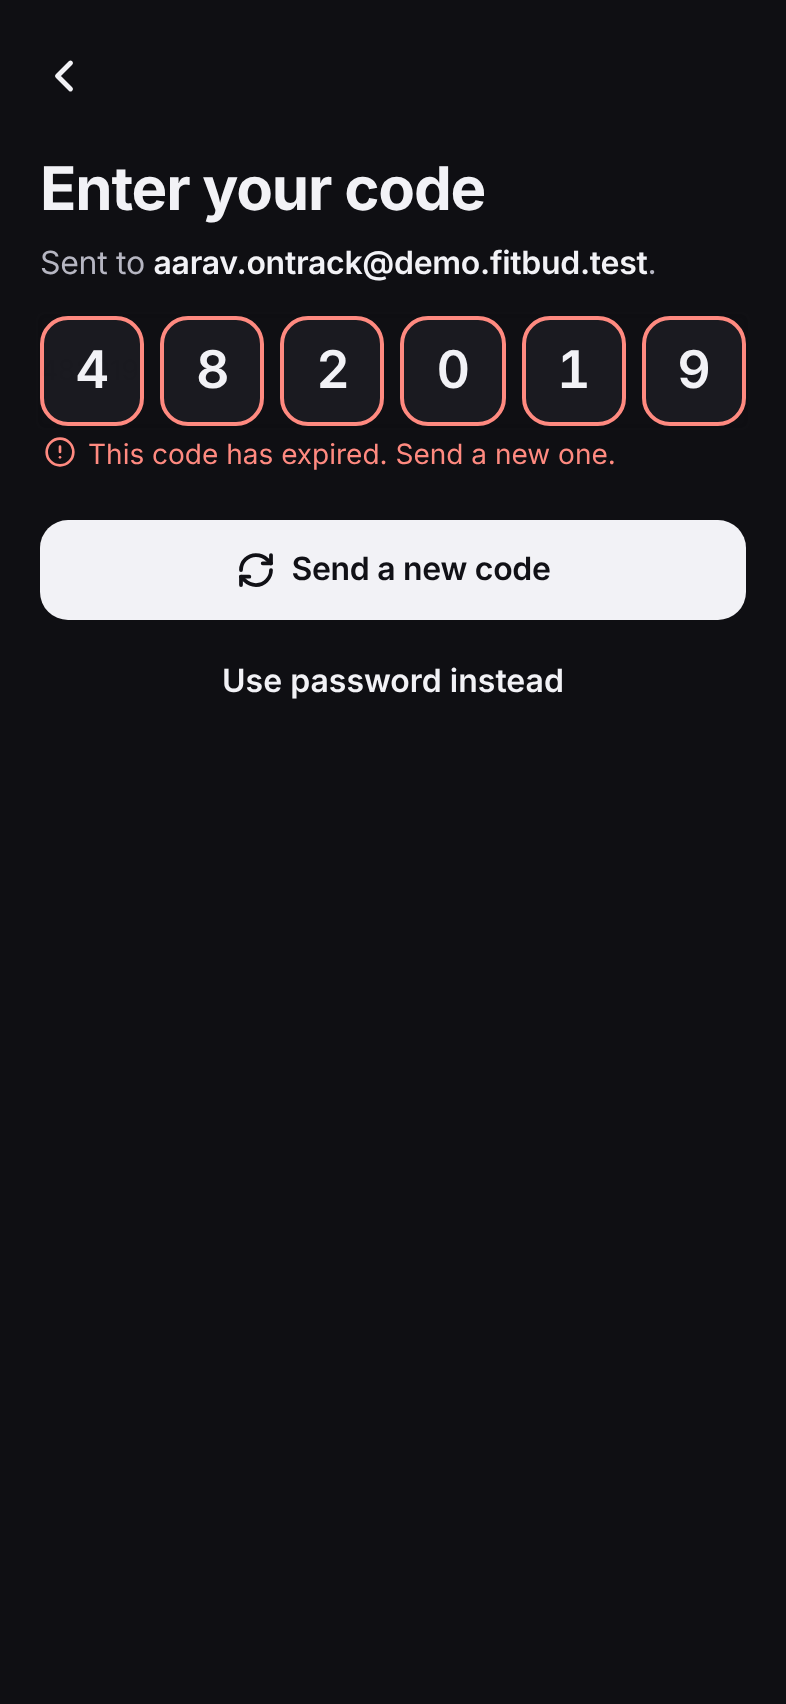 Enter your code
Sent to aarav.ontrack@demo.fitbud.test.
4 8 2 0 1 9
This code has expired. Send a new one.
Send a new code
Use password instead